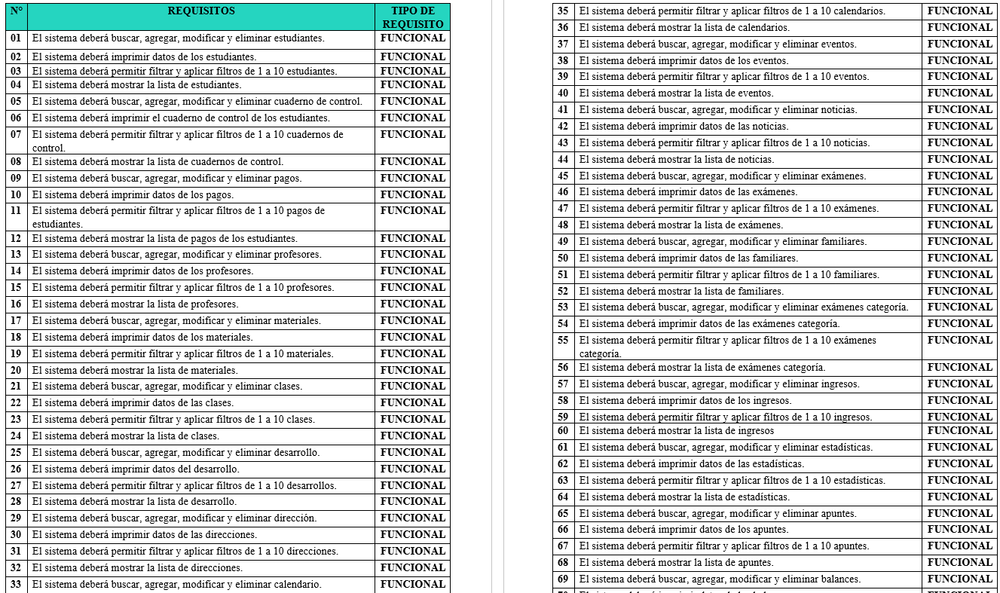 N° REQUISITOS TIPO DE
REQUISITO
01 El sistema deberá buscar, agregar, modificar y eliminar estudiantes. FUNCIONAL
02 El sistema deberá imprimir datos de los estudiantes. FUNCIONAL
03 El sistema deberá permitir filtrar y aplicar filtros de 1 a 10 estudiantes. FUNCIONAL
04 El sistema deberá mostrar la lista de estudiantes. FUNCIONAL
05 El sistema deberá buscar, agregar, modificar y eliminar cuaderno de control. FUNCIONAL
06 El sistema deberá imprimir el cuaderno de control de los estudiantes. FUNCIONAL
07 El sistema deberá permitir filtrar y aplicar filtros de 1 a 10 cuadernos de FUNCIONAL
control.
08 El sistema deberá mostrar la lista de cuadernos de control. FUNCIONAL
09 El sistema deberá buscar, agregar, modificar y eliminar pagos. FUNCIONAL
10 El sistema deberá imprimir datos de los pagos. FUNCIONAL
11 El sistema deberá permitir filtrar y aplicar filtros de 1 a 10 pagos de FUNCIONAL
estudiantes.
12 El sistema deberá mostrar la lista de pagos de los estudiantes. FUNCIONAL
13 El sistema deberá buscar, agregar, modificar y eliminar profesores. FUNCIONAL
14 El sistema deberá imprimir datos de los profesores. FUNCIONAL
15 El sistema deberá permitir filtrar y aplicar filtros de 1 a 10 profesores. FUNCIONAL
16 El sistema deberá mostrar la lista de profesores. FUNCIONAL
17 El sistema deberá buscar, agregar, modificar y eliminar materiales. FUNCIONAL
18 El sistema deberá imprimir datos de los materiales. FUNCIONAL
19 El sistema deberá permitir filtrar y aplicar filtros de 1 a 10 materiales. FUNCIONAL
20 El sistema deberá mostrar la lista de materiales. FUNCIONAL
21 El sistema deberá buscar, agregar, modificar y eliminar clases. FUNCIONAL
22 El sistema deberá imprimir datos de las clases. FUNCIONAL
23 El sistema deberá permitir filtrar y aplicar filtros de 1 a 10 clases. FUNCIONAL
24 El sistema deberá mostrar la lista de clases. FUNCIONAL
25 El sistema deberá buscar, agregar, modificar y eliminar desarrollo. FUNCIONAL
26 El sistema deberá imprimir datos del desarrollo. FUNCIONAL
27 El sistema deberá permitir filtrar y aplicar filtros de 1 a 10 desarrollos. FUNCIONAL
28 El sistema deberá mostrar la lista de desarrollo. FUNCIONAL
29 El sistema deberá buscar, agregar, modificar y eliminar dirección. FUNCIONAL
30 El sistema deberá imprimir datos de las direcciones. FUNCIONAL
31 El sistema deberá permitir filtrar y aplicar filtros de 1 a 10 direcciones. FUNCIONAL
32 El sistema deberá mostrar la lista de direcciones. FUNCIONAL
33 El sistema deberá buscar, agregar, modificar y eliminar calendario. FUNCIONAL
35 El sistema deberá permitir filtrar y aplicar filtros de 1 a 10 calendarios. FUNCIONAL
36 El sistema deberá mostrar la lista de calendarios. FUNCIONAL
37 El sistema deberá buscar, agregar, modificar y eliminar eventos. FUNCIONAL
38 El sistema deberá imprimir datos de los eventos. FUNCIONAL
39 El sistema deberá permitir filtrar y aplicar filtros de 1 a 10 eventos. FUNCIONAL
40 El sistema deberá mostrar la lista de eventos. FUNCIONAL
41 El sistema deberá buscar, agregar, modificar y eliminar noticias. FUNCIONAL
42 El sistema deberá imprimir datos de las noticias. FUNCIONAL
43 El sistema deberá permitir filtrar y aplicar filtros de 1 a 10 noticias. FUNCIONAL
44 El sistema deberá mostrar la lista de noticias. FUNCIONAL
45 El sistema deberá buscar, agregar, modificar y eliminar exámenes. FUNCIONAL
46 El sistema deberá imprimir datos de las exámenes. FUNCIONAL
47 El sistema deberá permitir filtrar y aplicar filtros de 1 a 10 exámenes. FUNCIONAL
48 El sistema deberá mostrar la lista de exámenes. FUNCIONAL
49 El sistema deberá buscar, agregar, modificar y eliminar familiares. FUNCIONAL
50 El sistema deberá imprimir datos de las familiares. FUNCIONAL
51 El sistema deberá permitir filtrar y aplicar filtros de 1 a 10 familiares. FUNCIONAL
52 El sistema deberá mostrar la lista de familiares. FUNCIONAL
53 El sistema deberá buscar, agregar, modificar y eliminar exámenes categoría. FUNCIONAL
54 El sistema deberá imprimir datos de las exámenes categoría. FUNCIONAL
55 El sistema deberá permitir filtrar y aplicar filtros de 1 a 10 exámenes FUNCIONAL
categoría.
56 El sistema deberá mostrar la lista de exámenes categoría. FUNCIONAL
57 El sistema deberá buscar, agregar, modificar y eliminar ingresos. FUNCIONAL
58 El sistema deberá imprimir datos de los ingresos. FUNCIONAL
59 El sistema deberá permitir filtrar y aplicar filtros de 1 a 10 ingresos. FUNCIONAL
60 El sistema deberá mostrar la lista de ingresos FUNCIONAL
61 El sistema deberá buscar, agregar, modificar y eliminar estadísticas. FUNCIONAL
62 El sistema deberá imprimir datos de las estadísticas. FUNCIONAL
63 El sistema deberá permitir filtrar y aplicar filtros de 1 a 10 estadísticas. FUNCIONAL
64 El sistema deberá mostrar la lista de estadísticas. FUNCIONAL
65 El sistema deberá buscar, agregar, modificar y eliminar apuntes. FUNCIONAL
66 El sistema deberá imprimir datos de los apuntes. FUNCIONAL
67 El sistema deberá permitir filtrar y aplicar filtros de 1 a 10 apuntes. FUNCIONAL
68 El sistema deberá mostrar la lista de apuntes. FUNCIONAL
69 El sistema deberá buscar, agregar, modificar y eliminar balances. FUNCIONAL